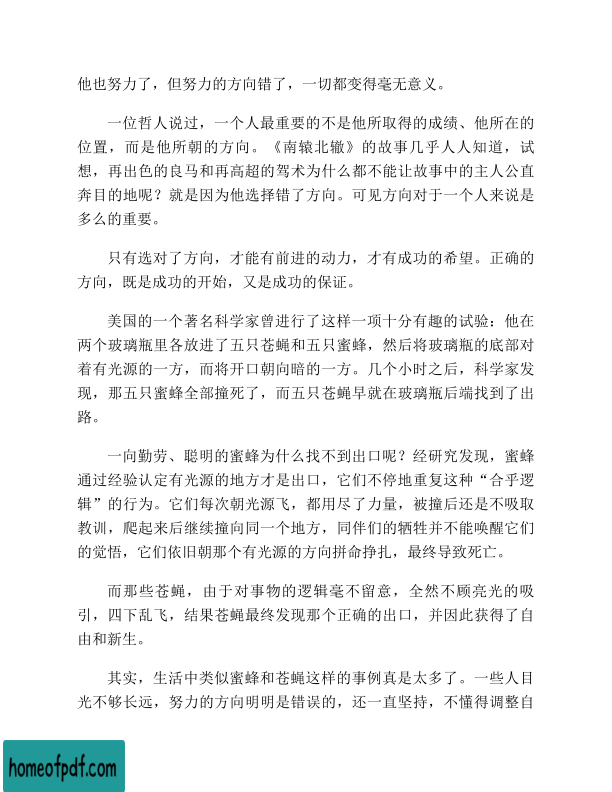 他也努力了，但努力的方向错了，一切都变得毫无意义。
一位哲人说过，一个人最重要的不是他所取得的成绩、他所在的
位置，而是他所朝的方向。《南辕北辙》的故事几乎人人知道，试
想，再出色的良马和再高超的驾术为什么都不能让故事中的主人公直
奔目的地呢？就是因为他选择错了方向。可见方向对于一个人来说是
多么的重要。
只有选对了方向，才能有前进的动力，才有成功的希望。正确的
方向，既是成功的开始，又是成功的保证。
美国的一个著名科学家曾进行了这样一项十分有趣的试验：他在
两个玻璃瓶里各放进了五只苍蝇和五只蜜蜂，然后将玻璃瓶的底部对
着有光源的一方，而将开口朝向暗的一方。几个小时之后，科学家发
现，那五只蜜蜂全部撞死了，而五只苍蝇早就在玻璃瓶后端找到了出
路。
一向勤劳、聪明的蜜蜂为什么找不到出口呢？经研究发现，蜜蜂
通过经验认定有光源的地方才是出口，它们不停地重复这种“合乎逻
辑”的行为。它们每次朝光源飞，都用尽了力量，被撞后还是不吸取
教训，爬起来后继续撞向同一个地方，同伴们的牺牲并不能唤醒它们
的觉悟，它们依旧朝那个有光源的方向拼命挣扎，最终导致死亡。
而那些苍蝇，由于对事物的逻辑毫不留意，全然不顾亮光的吸
引，四下乱飞，结果苍蝇最终发现那个正确的出口，并因此获得了自
由和新生。
其实，生活中类似蜜蜂和苍蝇这样的事例真是太多了。一些人目
光不够长远，努力的方向明明是错误的，还一直坚持，不懂得调整自
homeofpdf.com